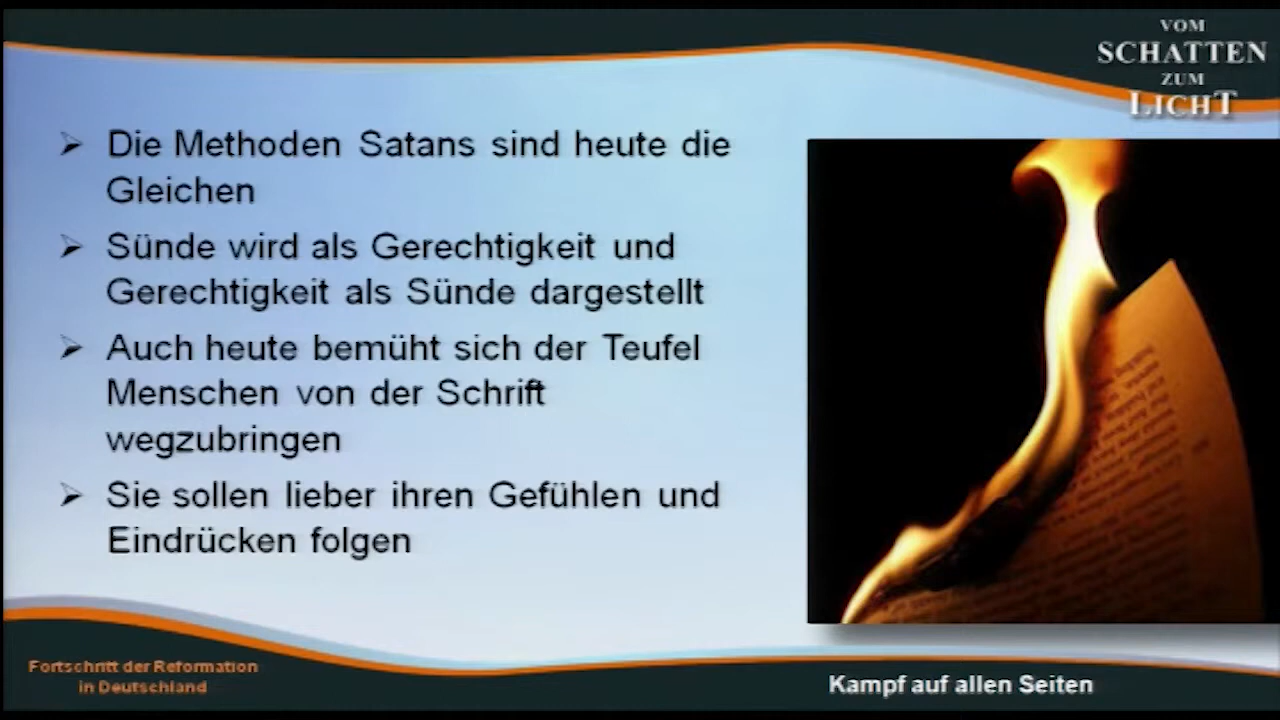 VOM
SCHATTEN
ZUM
LICHT
➢ Die Methoden Satans sind heute die
Gleichen
➢ Sünde wird als Gerechtigkeit und
Gerechtigkeit als Sünde dargestellt
➢ Auch heute bemüht sich der Teufel
Menschen von der Schrift
wegzubringen
➢ Sie sollen lieber ihren Gefühlen und
Eindrücken folgen
Fortschritt der Reformation
in Deutschland
Kampf auf allen Seiten